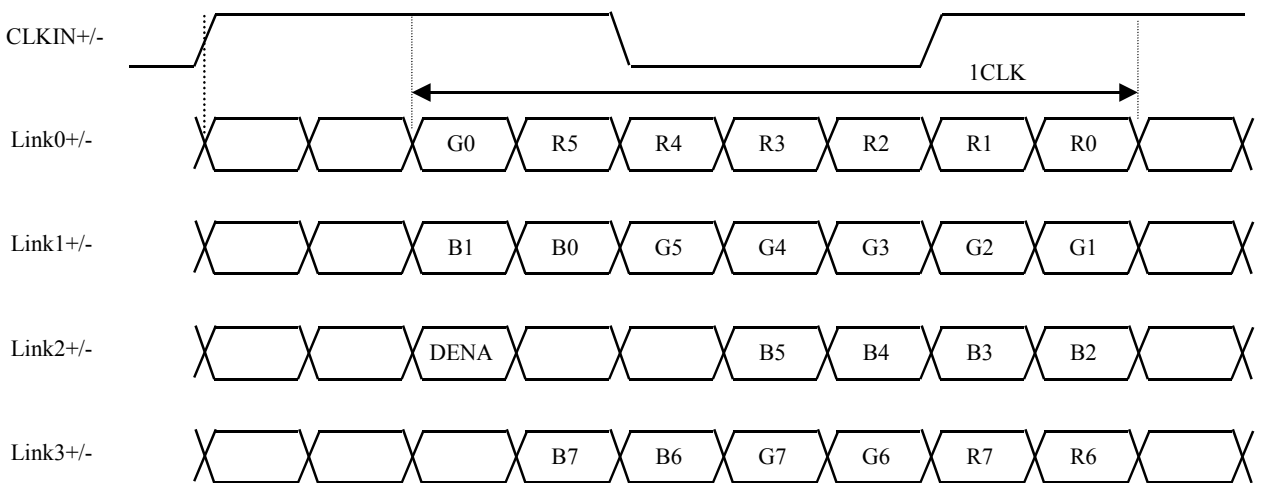 CLKIN+/-
1CLK
Link0+/- G0 R5 R4 R3 R2 R1 R0
Link1+/- B1 B0 G5 G4 G3 G2 G1
Link2+/- DENA B5 B4 B3 B2
Link3+/- B7 B6 G7 G6 R7 R6